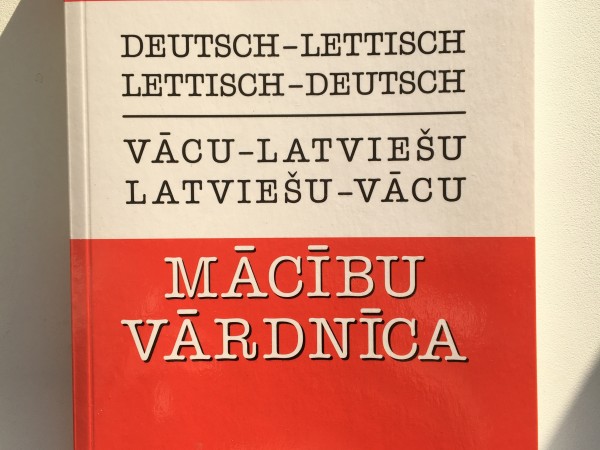 DEUTSCH–LETTISCH
LETTISCH–DEUTSCH
VĀCU–LATVIEŠU
LATVIEŠU–VĀCU
MĀCĪBU
VĀRDNĪCA